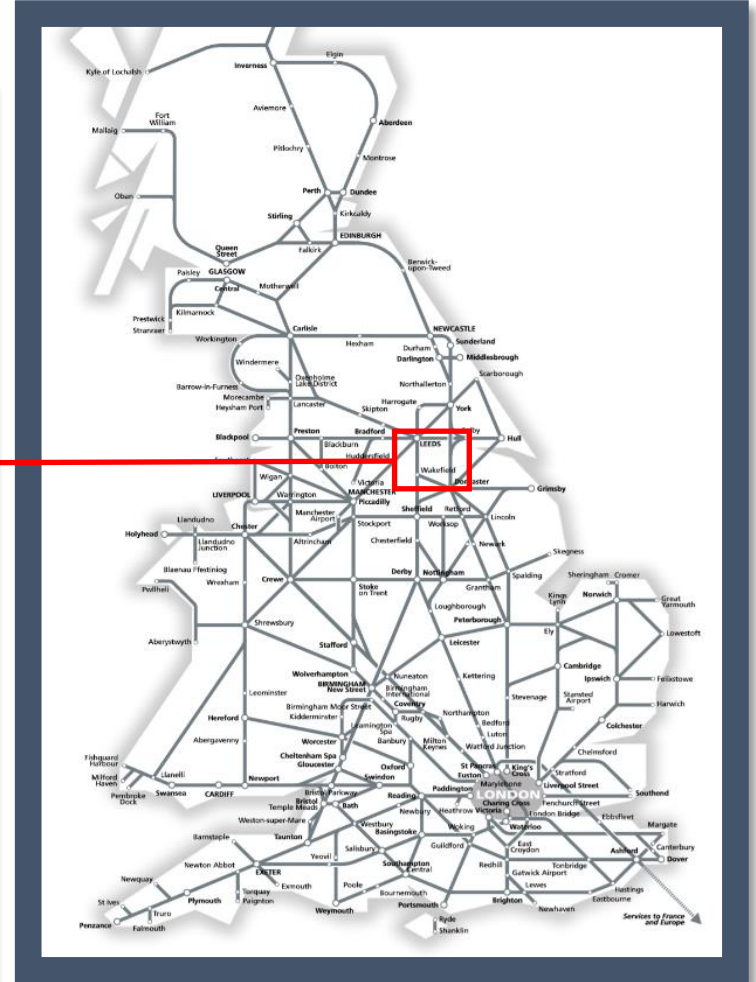 Kyle of Lochalsh
Inverness
Elgin
Aviemore
Aberdeen
Fort
William
Mallaig
Pitlochry
Montrose
Oban
Perth
Dundee
Stirling
Kirkcaldy
EDINBURGH
Queen
Street
Falkirk
Berwick-
upon-Tweed
Paisley
GLASGOW
Central
Motherwell
Prestwick
Kilmarnock
Stranraer
Carlisle
NEWCASTLE
Workington
Hexham
Durham
Sunderland
Darlington
Middlesbrough
Windermere
Scarborough
Oxenholme
Lake District
Northallerton
Barrow-in-Furness
Morecambe
Lancaster
Heysham Port
Harrogate
York
Skipton
Blackpool
Preston
Bradford
LEEDS
Hull
Blackburn
Huddersfield
Bolton
Wakefield
Wigan
Victoria
Doncaster
Grimsby
LIVERPOOL
Warrington
MANCHESTER
Piccadilly
Manchester
Airport
Stockport
Sheffield
Retford
Worksop
Lincoln
Llandudno
Chester
Holyhead
Llandudno
Junction
Altrincham
Chesterfield
Newark
Skegness
Blaenau Ffestiniog
Pwllheli
Wrexham
Crewe
Stoke
on Trent
Derby
Nottingham
Grantham
Spalding
Sheringham
Cromer
Kings
Lynn
Norwich
Great
Yarmouth
Loughborough
Peterborough
Shrewsbury
Ely
Lowestoft
Aberystwyth
Stafford
Leicester
Wolverhampton
Nuneaton
Kettering
Cambridge
BIRMINGHAM
New Street
Birmingham
International
Ipswich
Felixstowe
Leominster
Coventry
Stevenage
Stansted
Airport
Harwich
Birmingham Moor Street
Kidderminster
Rugby
Northampton
Hereford
Leamington
Spa
Bedford
Colchester
Abergavenny
Worcester
Banbury
Milton
Keynes
Luton
Watford Junction
Chelmsford
Cheltenham Spa
Gloucester
Oxford
St Pancras
King's
Cross
Euston
Stratford
Fishguard
Harbour
Milford
Haven
Llanelli
Swansea
CARDIFF
Newport
Bristol Parkway
Swindon
Marylebone
Liverpool Street
Pembroke
Dock
Bristol
Temple Meads
Bath
Reading
Paddington
LONDON
Southend
Charing Cross
Fenchurch Street
Newbury
Heathrow
Victoria
London Bridge
Ebbsfleet
Weston-super-Mare
Westbury
Basingstoke
Woking
Waterloo
Margate
Barnstaple
Taunton
Salisbury
Guildford
East
Croydon
Canterbury
Ashford
Dover
Newton Abbot
Yeovil
Southampton
Central
Redhill
Tonbridge
Gatwick Airport
EXETER
Newquay
Exmouth
Poole
Bournemouth
Lewes
Hastings
Eastbourne
Torquay
Paignton
St Ives
Plymouth
Weymouth
Portsmouth
Brighton
Newhaven
Truro
Penzance
Falmouth
Ryde
Shanklin
Services to France
and Europe